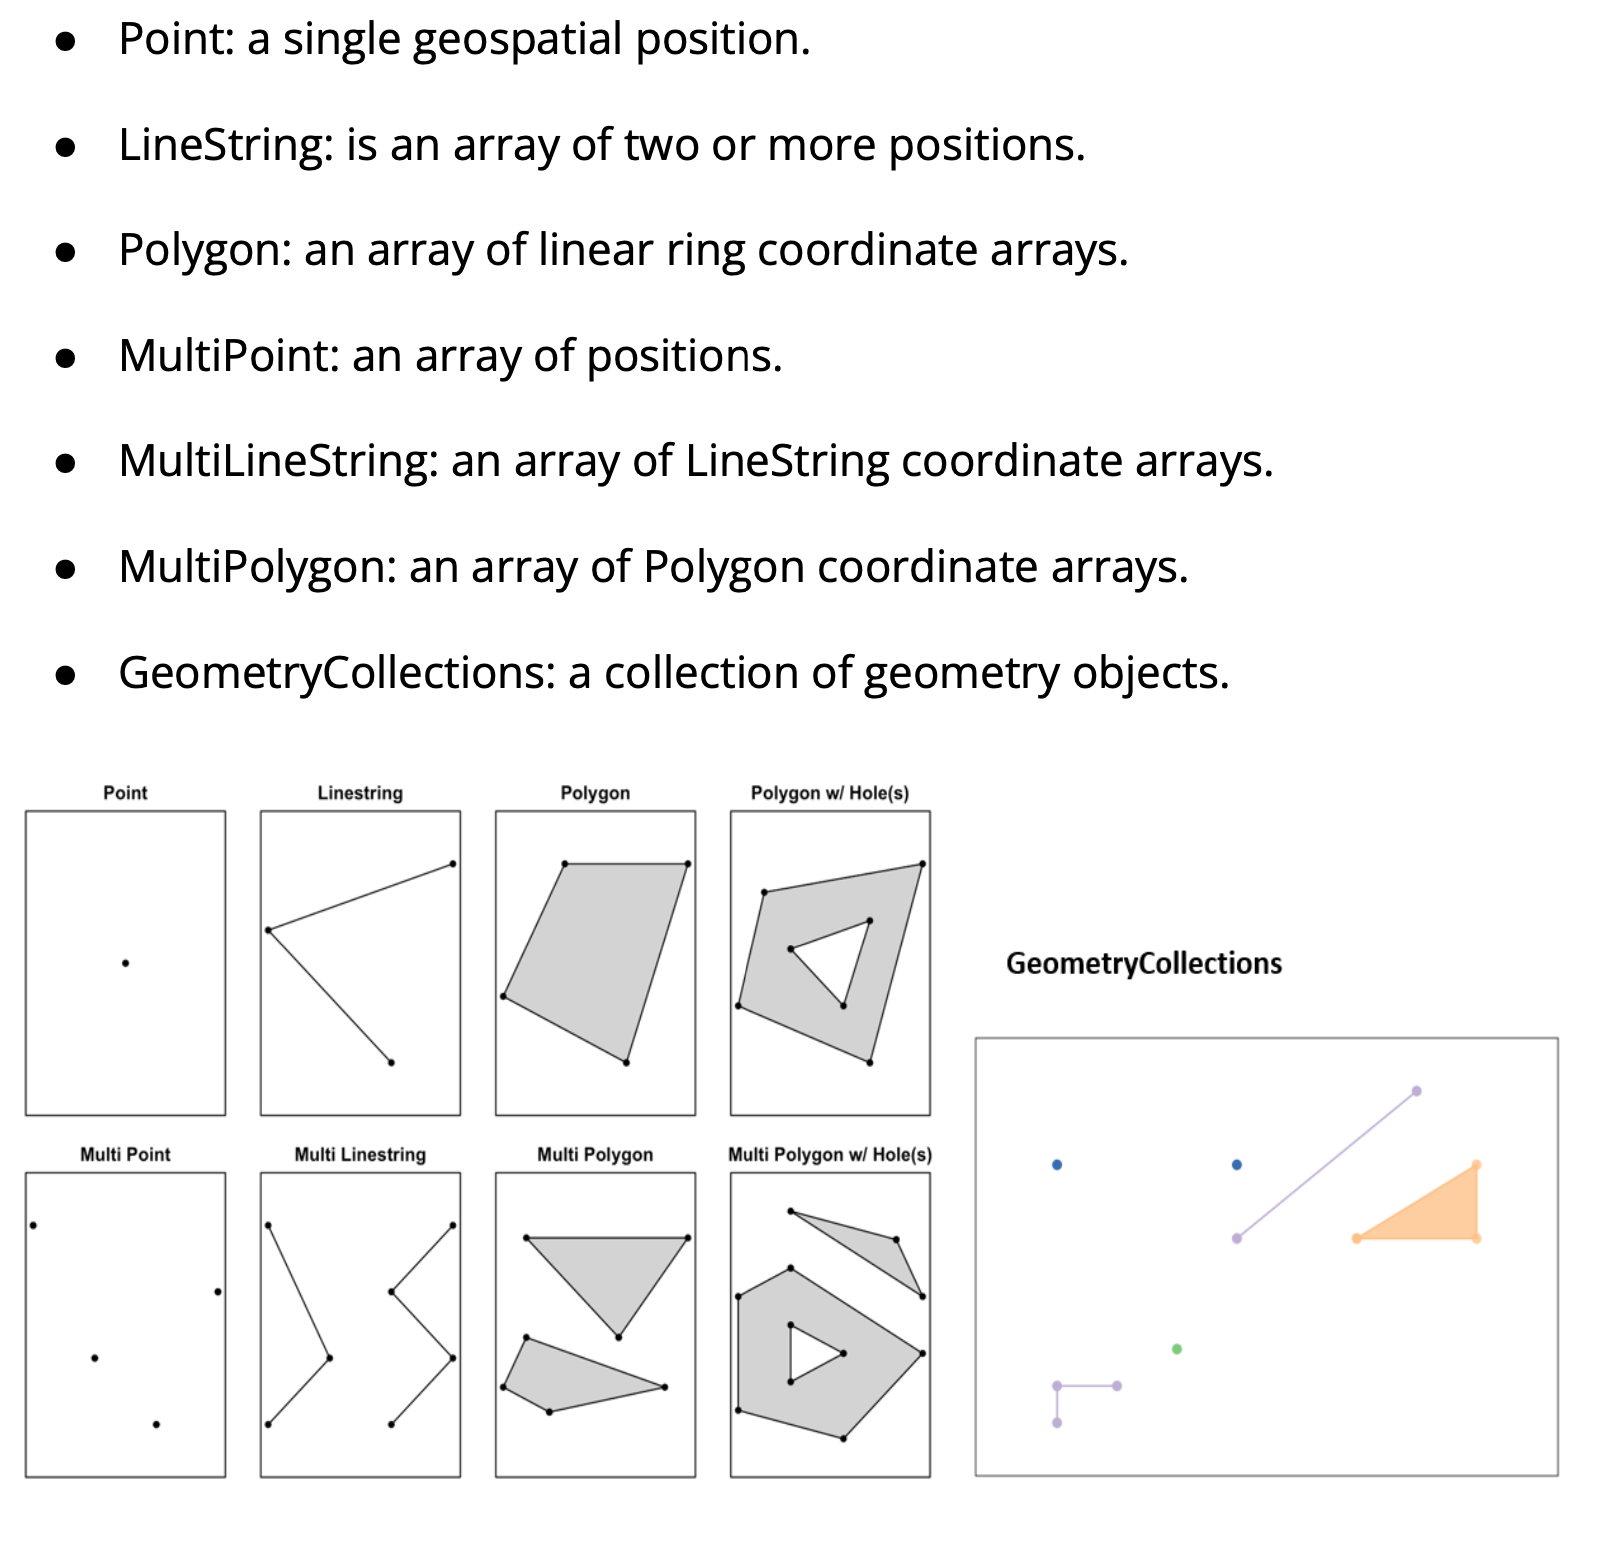 ● Point: a single geospatial position.
● LineString: is an array of two or more positions.
● Polygon: an array of linear ring coordinate arrays.
● MultiPoint: an array of positions.
● MultiLineString: an array of LineString coordinate arrays.
● MultiPolygon: an array of Polygon coordinate arrays.
● GeometryCollections: a collection of geometry objects.
Point
Linestring
Polygon
Polygon w/ Hole(s)
GeometryCollections
Multi Point
Multi Linestring
Multi Polygon
Multi Polygon w/ Hole(s)